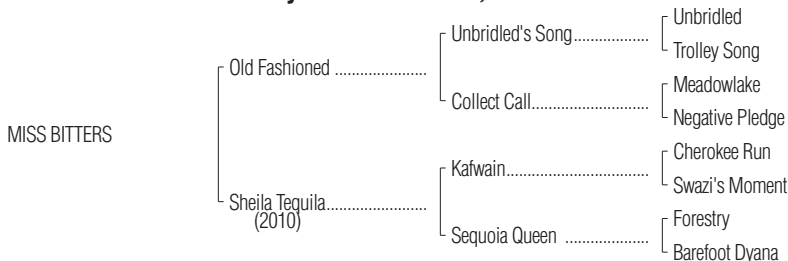 Unbridled
Unbridled's Song..................
Trolley Song
Old Fashioned ......................
Meadowlake
Collect Call............................
Negative Pledge
MISS BITTERS
Cherokee Run
Kafwain..................................
Swazi's Moment
Sheila Tequila........................
(2010)
Forestry
Sequoia Queen ....................
Barefoot Dyana